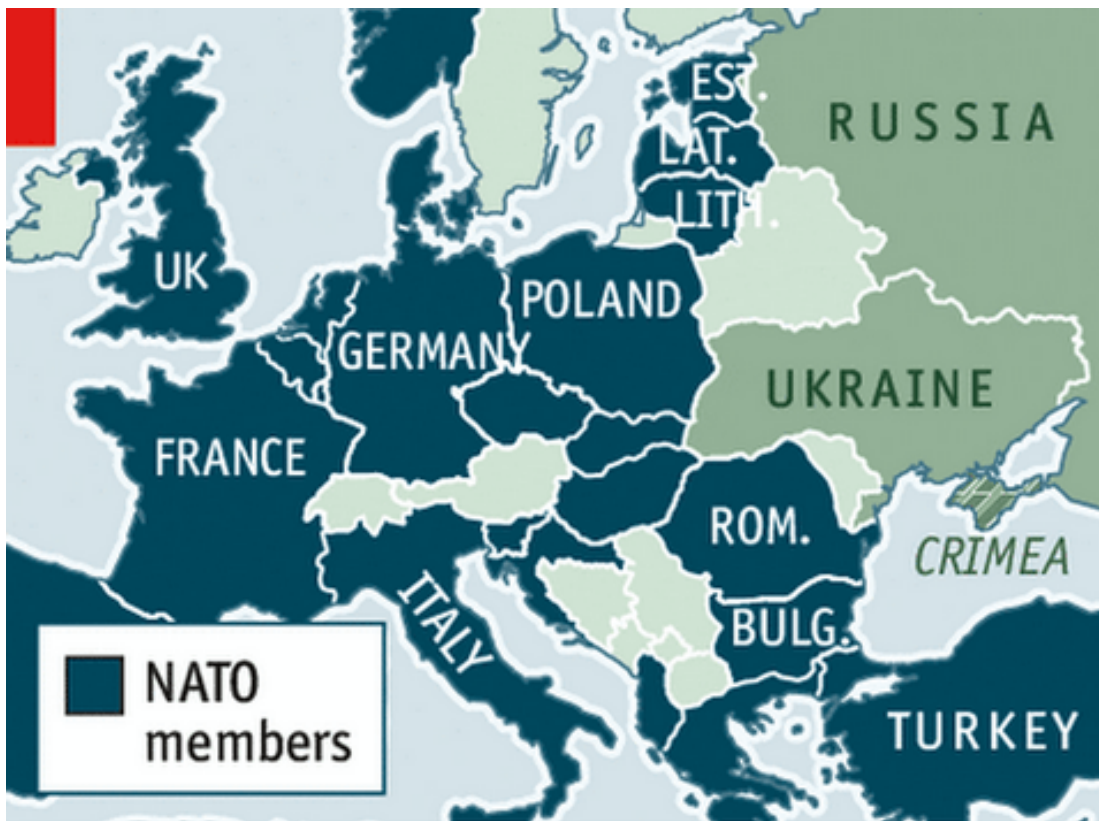 EST.
RUSSIA
LAT.
LITH.
UK
POLAND
GERMANY
UKRAINE
FRANCE
ROM.
CRIMEA
ITALY
BULG.
NATO
members
TURKEY